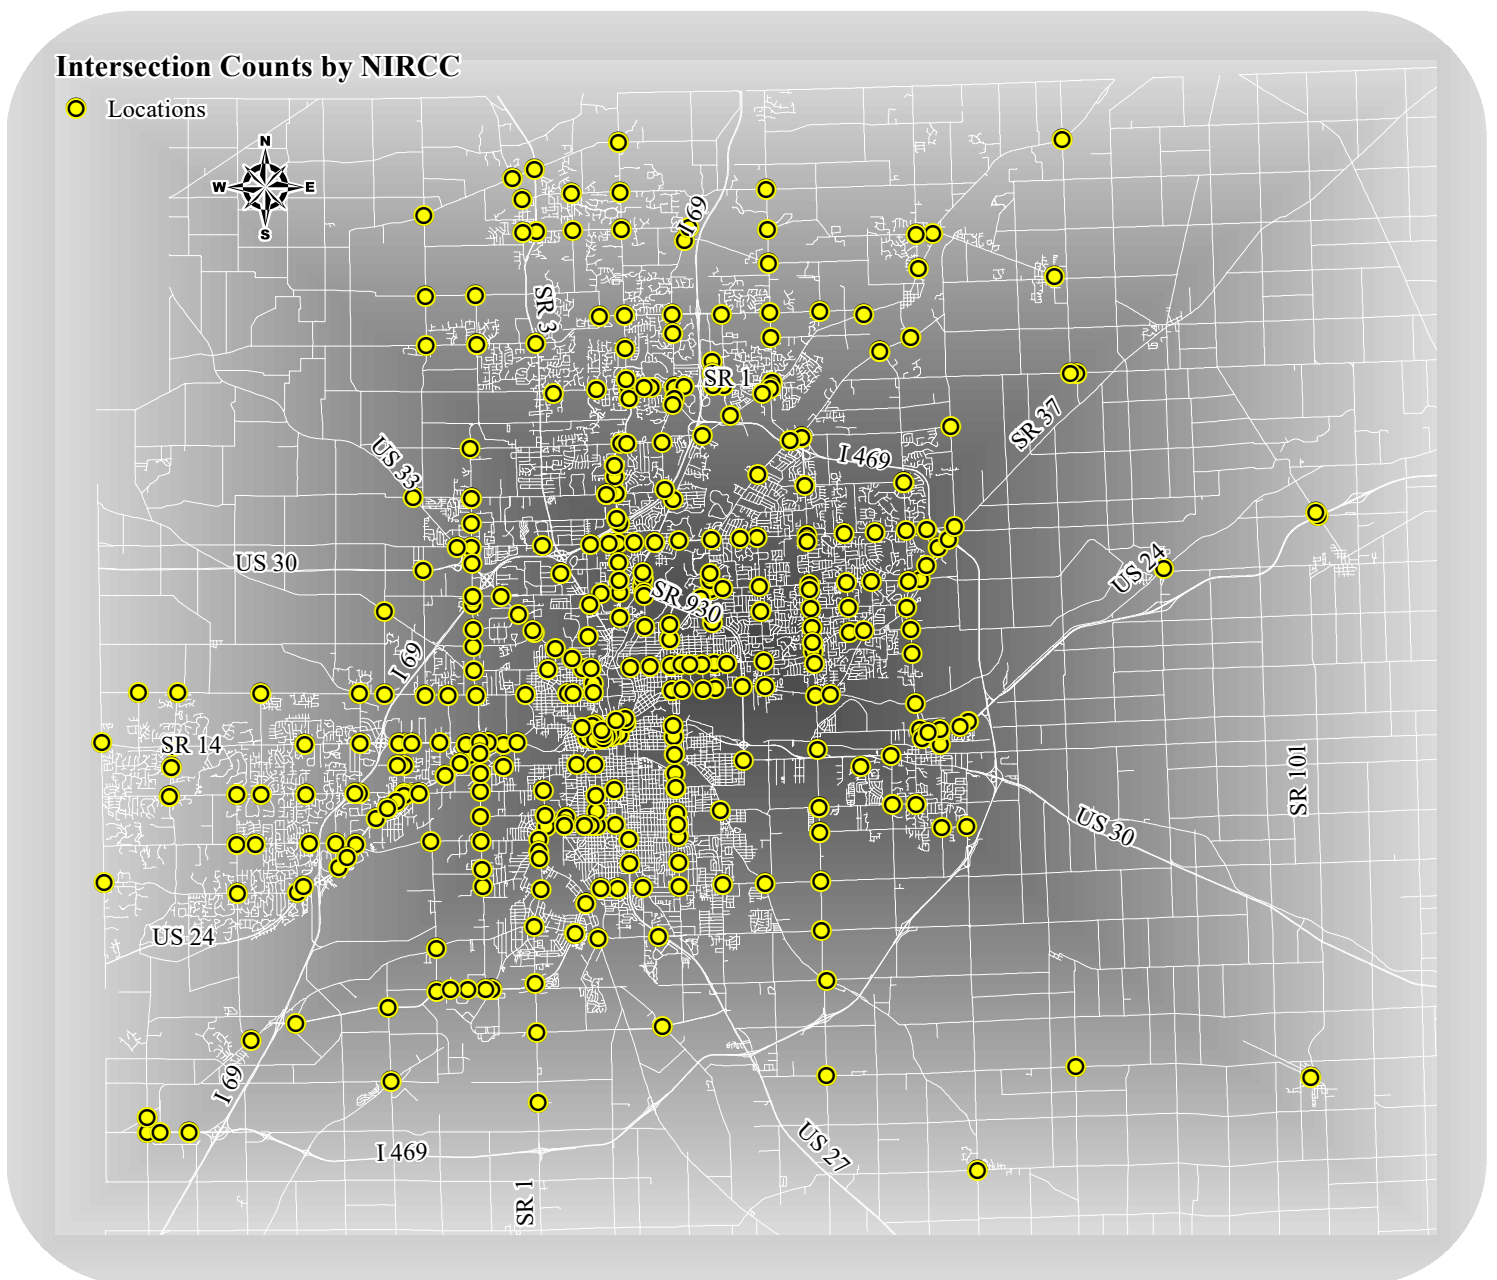 Intersection Counts by NIRCC
Locations
N
W E
S
I 69
SR 3
SR 1
SR 37
US 33
I 469
US 30
US 24
SR 930
I 69
SR 14
SR 101
US 30
US 24
I 69
I 469
US 27
SR 1